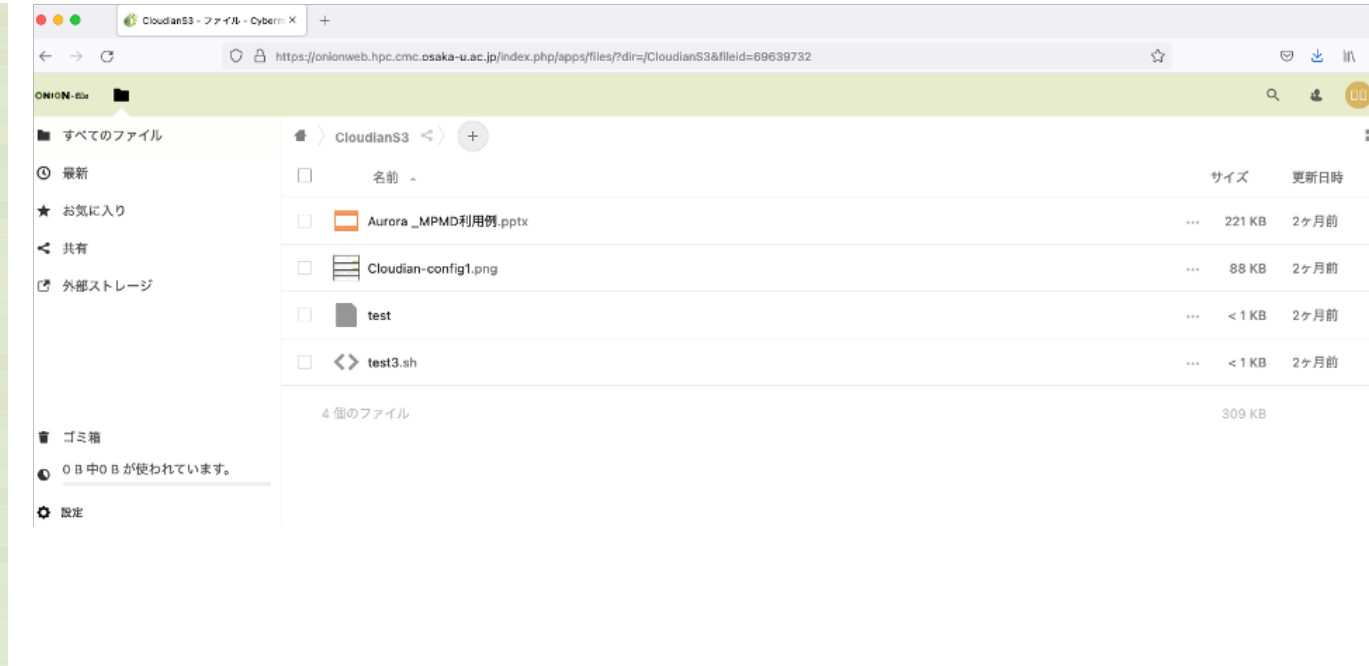 CloudianS3 - ファイル - Cyberm
https://onionweb.hpc.cmc.osaka-u.ac.jp/index.php/apps/files/?dir=/CloudianS3&fileid=69639732
ONION-file
すべてのファイル
CloudianS3
最新
名前 サイズ 更新日時
お気に入り
Aurora _MPMD利用例.pptx ... 221 KB 2ヶ月前
共有
Cloudian-config1.png ... 88 KB 2ヶ月前
外部ストレージ
test ... < 1 KB 2ヶ月前
test3.sh ... < 1 KB 2ヶ月前
4 個のファイル 309 KB
ゴミ箱
0 B 中0 B が使われています。
設定